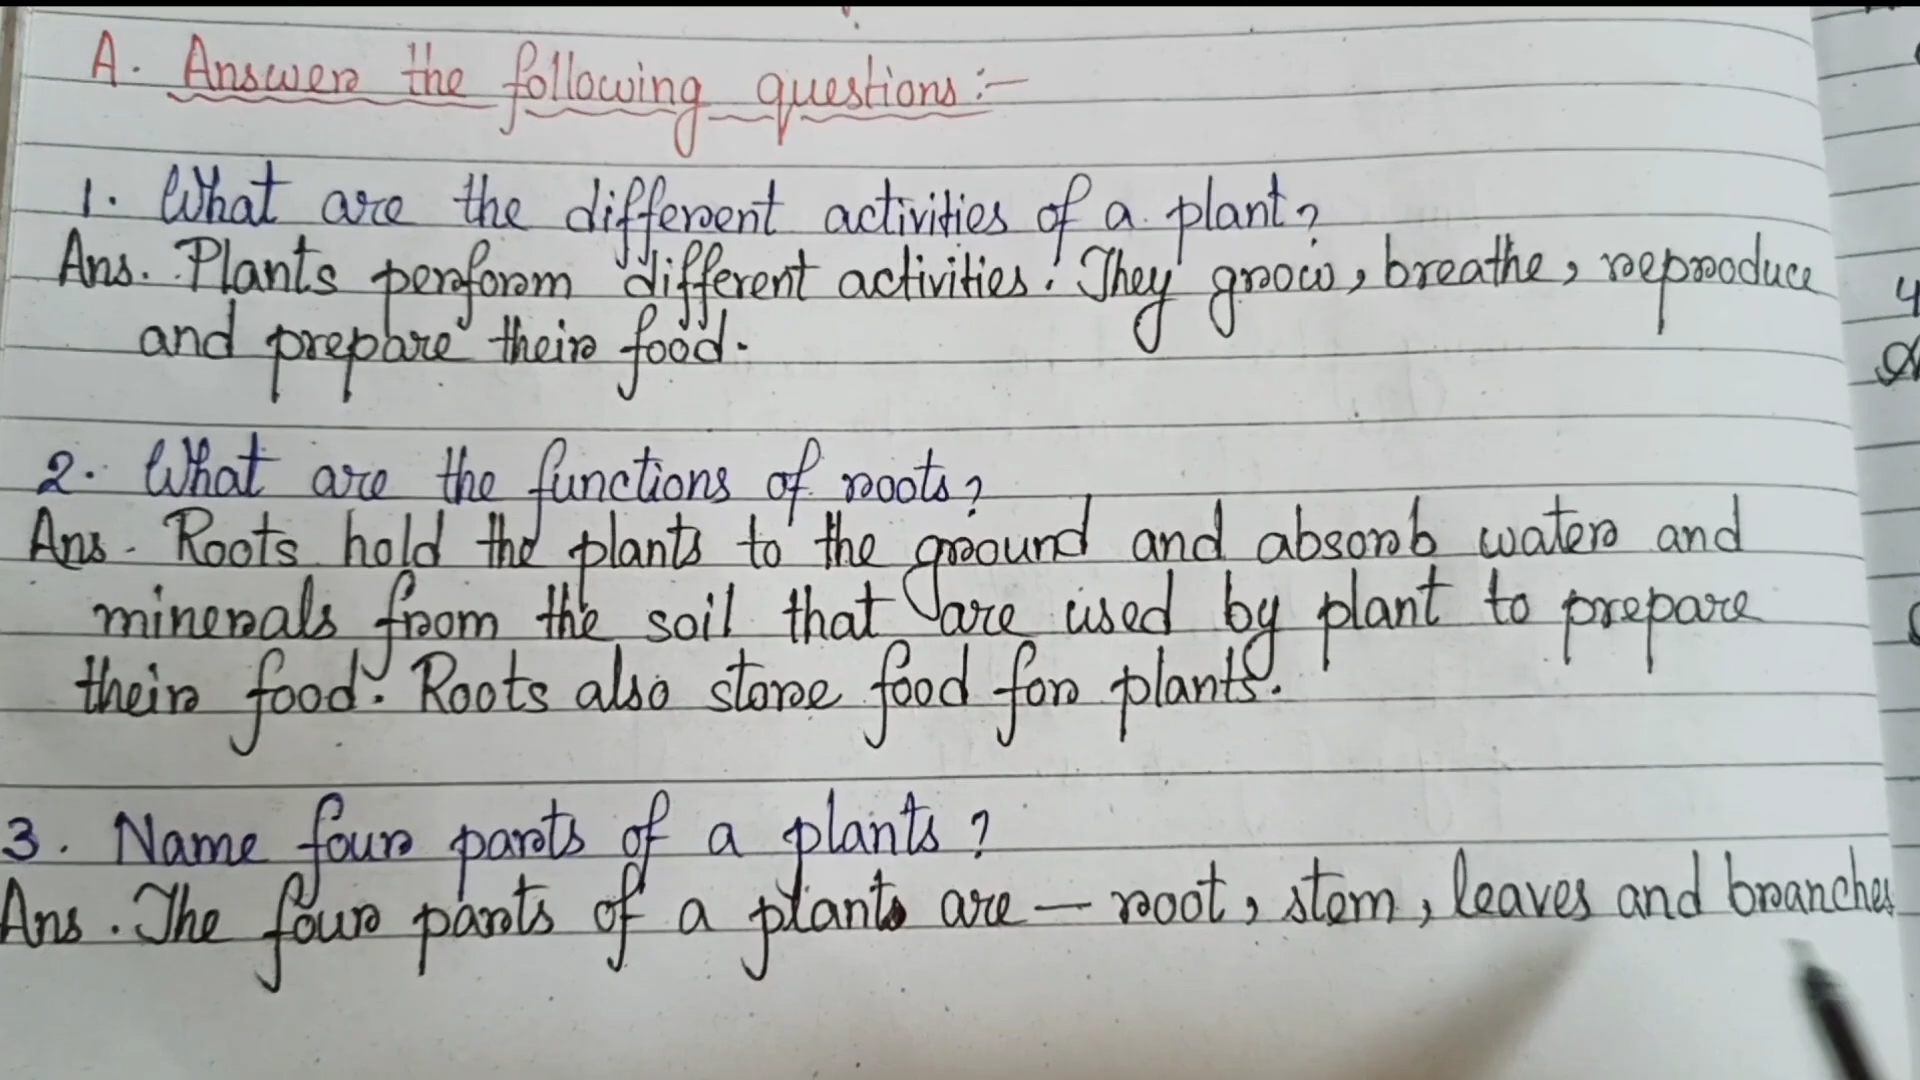 A. Answer the following questions:-
1. What are the different activities of a plant?
Ans. Plants perform different activities. They grow, breathe, reproduce
and prepare their food.
2. What are the functions of roots?
Ans. Roots hold the plants to the ground and absorb water and
minerals from the soil that are used by plant to prepare
their food. Roots also store food for plants.
3. Name four parts of a plants?
Ans. The four parts of a plants are — root, stem, leaves and branches
4